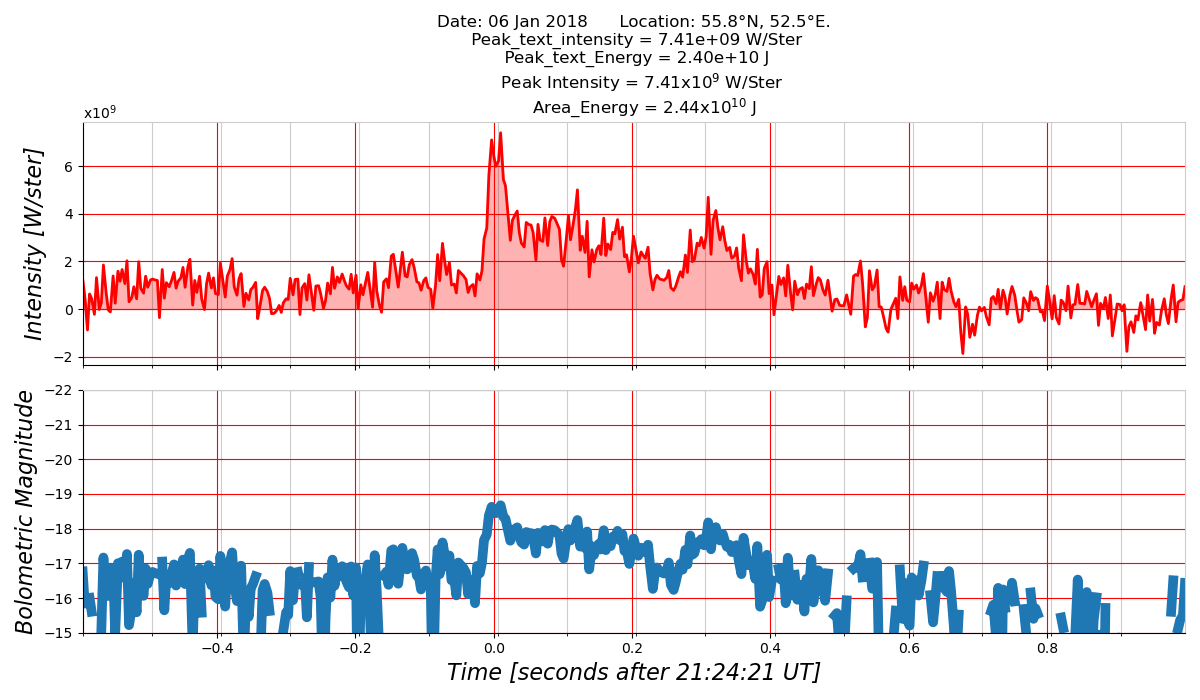 Date: 06 Jan 2018      Location: 55.8°N, 52.5°E.
Peak_text_intensity = 7.41e+09 W/Ster
Peak_text_Energy = 2.40e+10 J
Peak Intensity = 7.41x10⁹ W/Ster
Area_Energy = 2.44x10¹⁰ J
x10⁹
Intensity [W/ster]
6
4
2
0
−2
Bolometric Magnitude
−22
−21
−20
−19
−18
−17
−16
−15
−0.4 −0.2 0.0 0.2 0.4 0.6 0.8
Time [seconds after 21:24:21 UT]